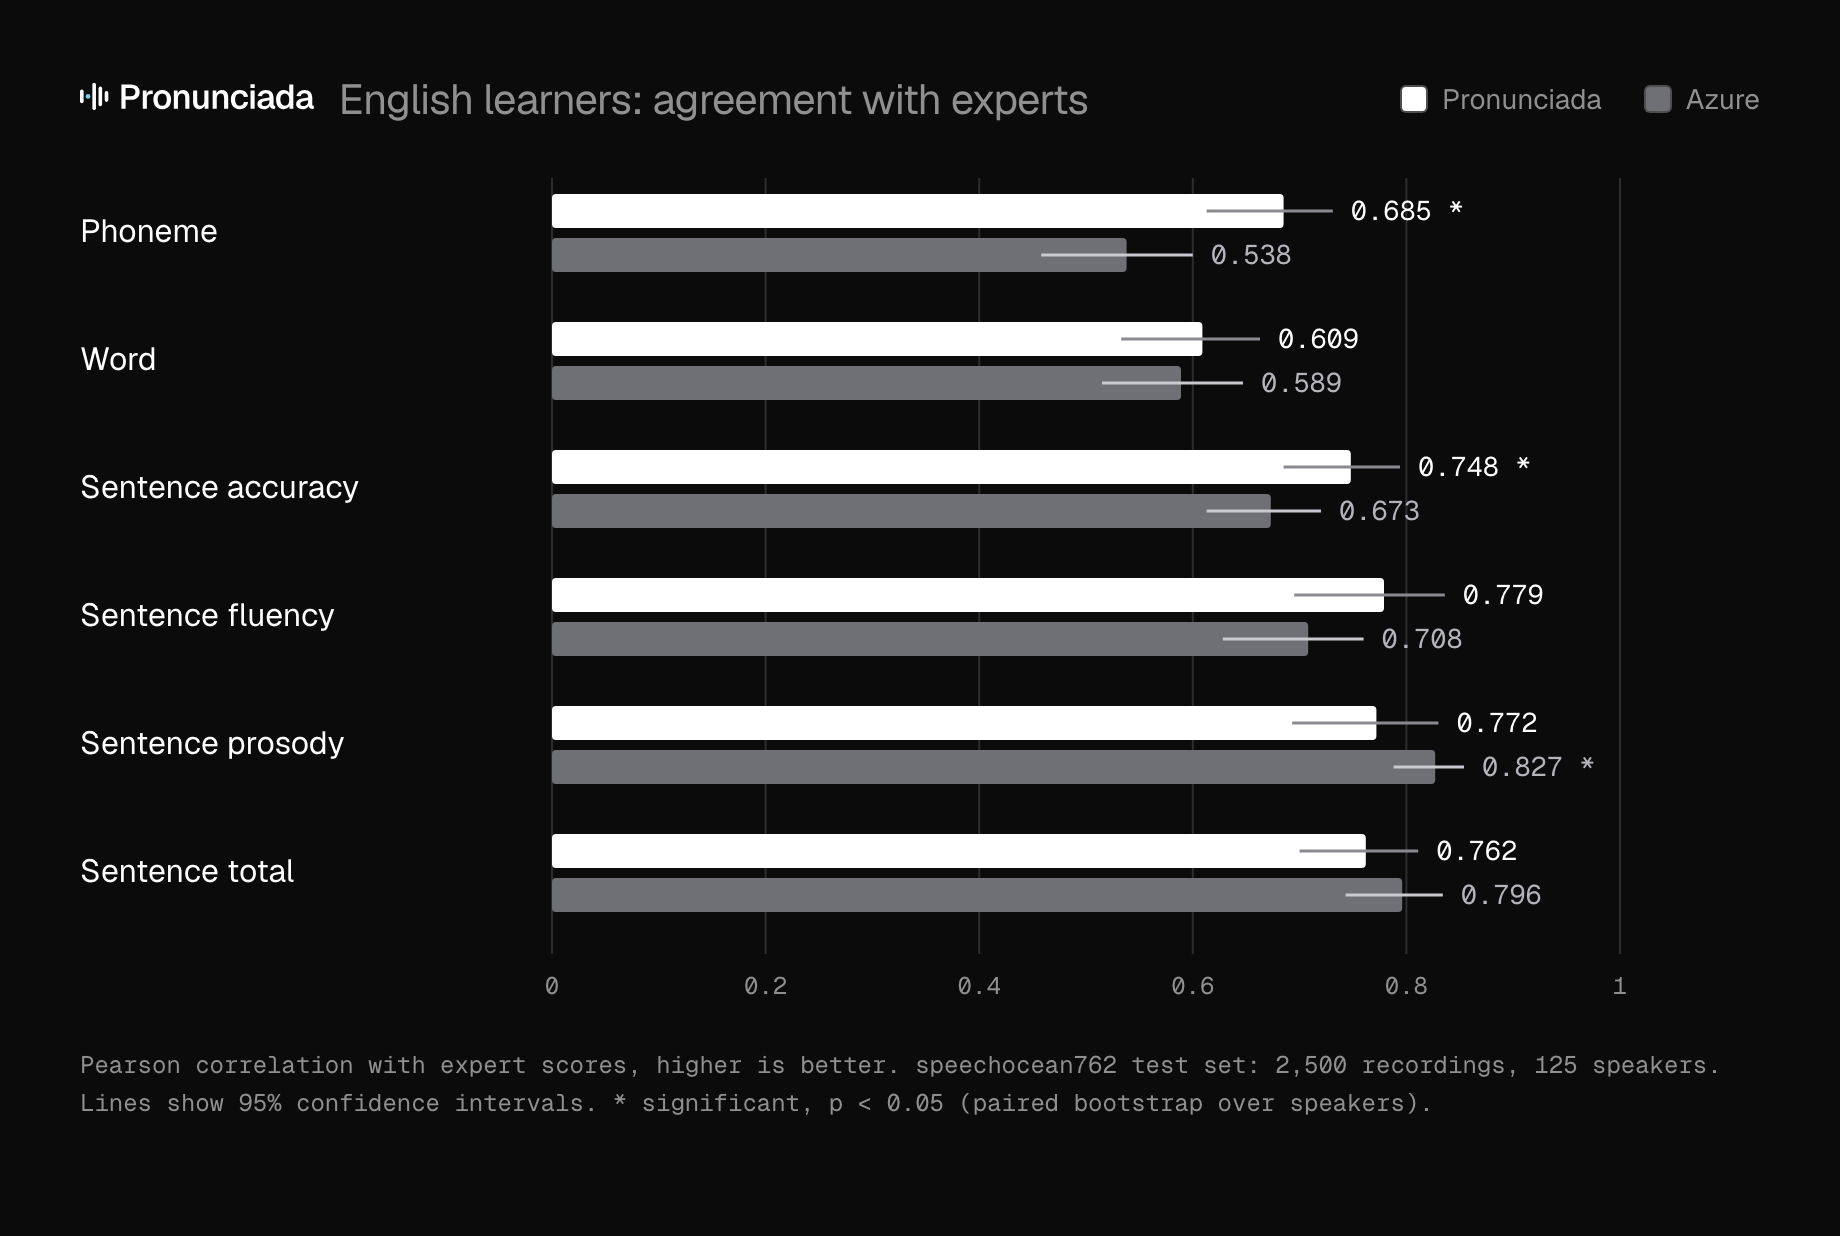 Pronunciada English learners: agreement with experts
Pronunciada Azure
Phoneme
0.685 *
0.538
Word
0.609
0.589
Sentence accuracy
0.748 *
0.673
Sentence fluency
0.779
0.708
Sentence prosody
0.772
0.827 *
Sentence total
0.762
0.796
0 0.2 0.4 0.6 0.8 1
Pearson correlation with expert scores, higher is better. speechocean762 test set: 2,500 recordings, 125 speakers.
Lines show 95% confidence intervals. * significant, p < 0.05 (paired bootstrap over speakers).